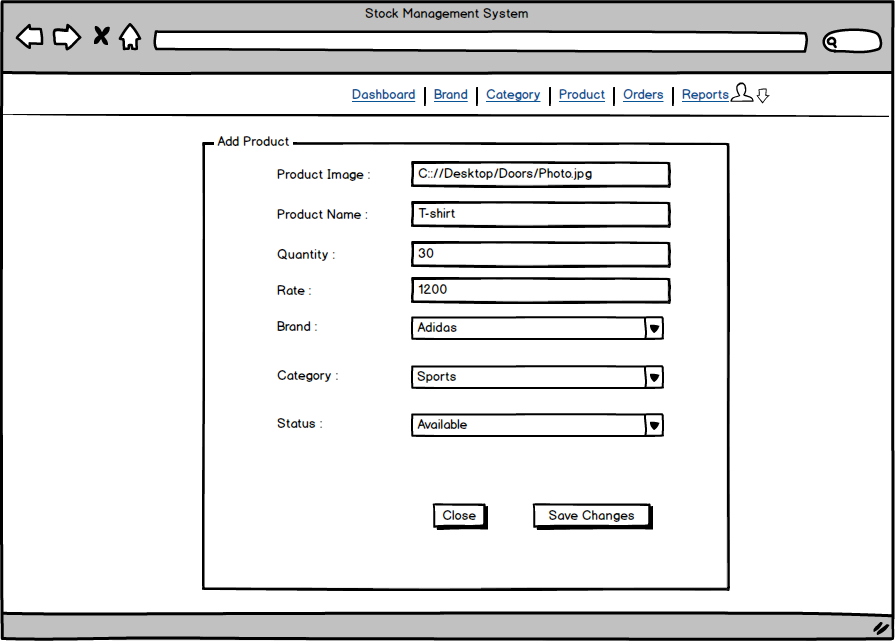 Stock Management System
Dashboard | Brand | Category | Product | Orders | Reports
Add Product
Product Image : C:://Desktop/Doors/Photo.jpg
Product Name : T-shirt
Quantity : 30
Rate : 1200
Brand : Adidas
Category : Sports
Status : Available
Close Save Changes